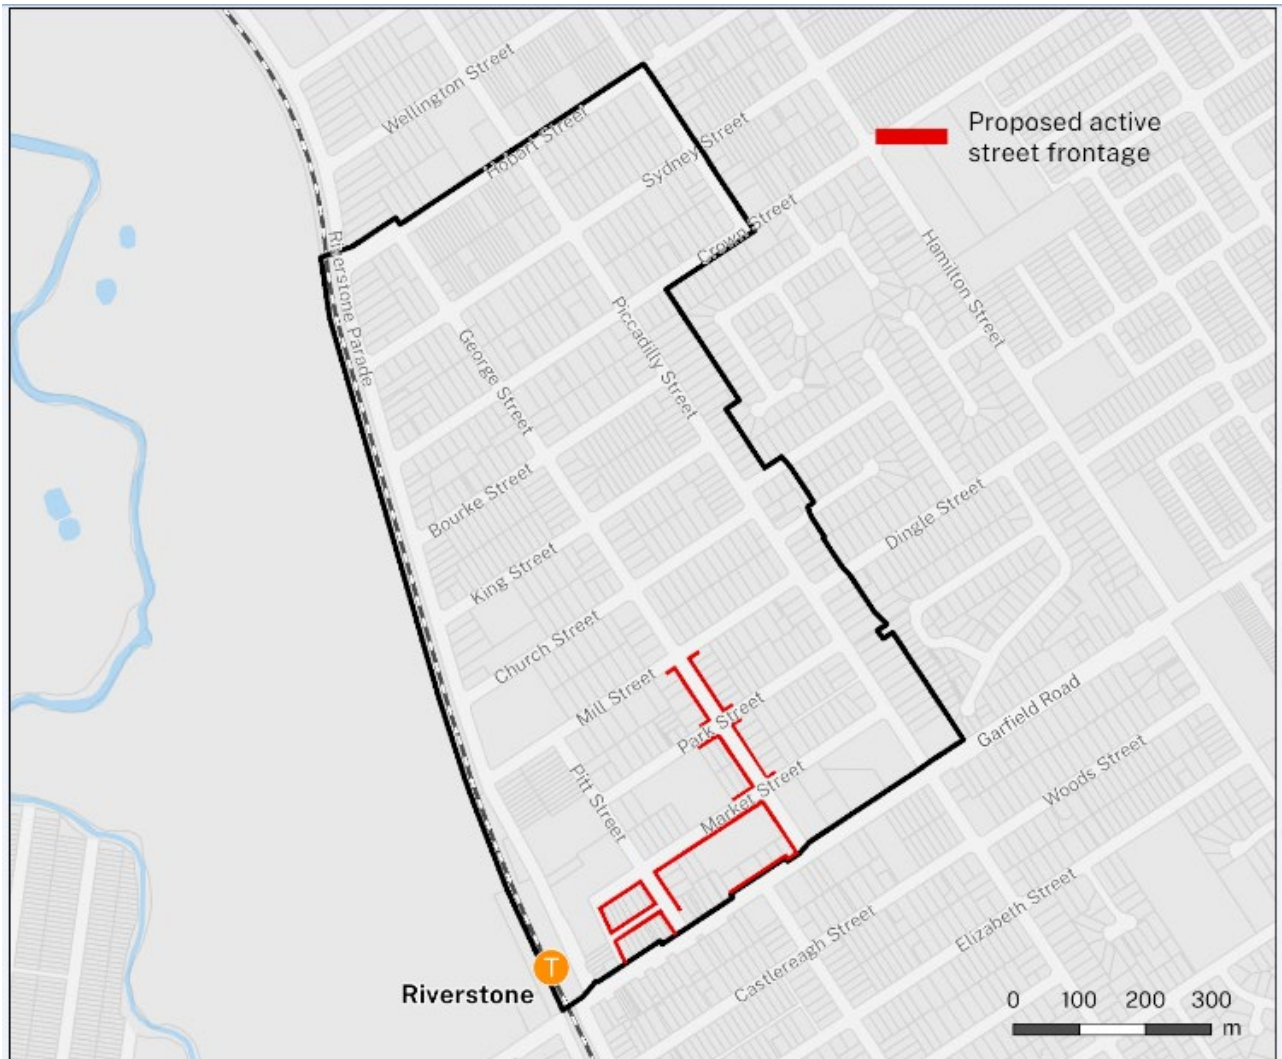 Wellington Street
Hobart Street
Sydney Street
Proposed active
street frontage
Crown Street
Hamilton Street
Riverstone Parade
Piccadilly Street
George Street
Bourke Street
Dingle Street
King Street
Church Street
Mill Street
Park Street
Garfield Road
Pitt Street
Market Street
Woods Street
Elizabeth Street
Castlereagh Street
T
Riverstone
0 100 200 300
m